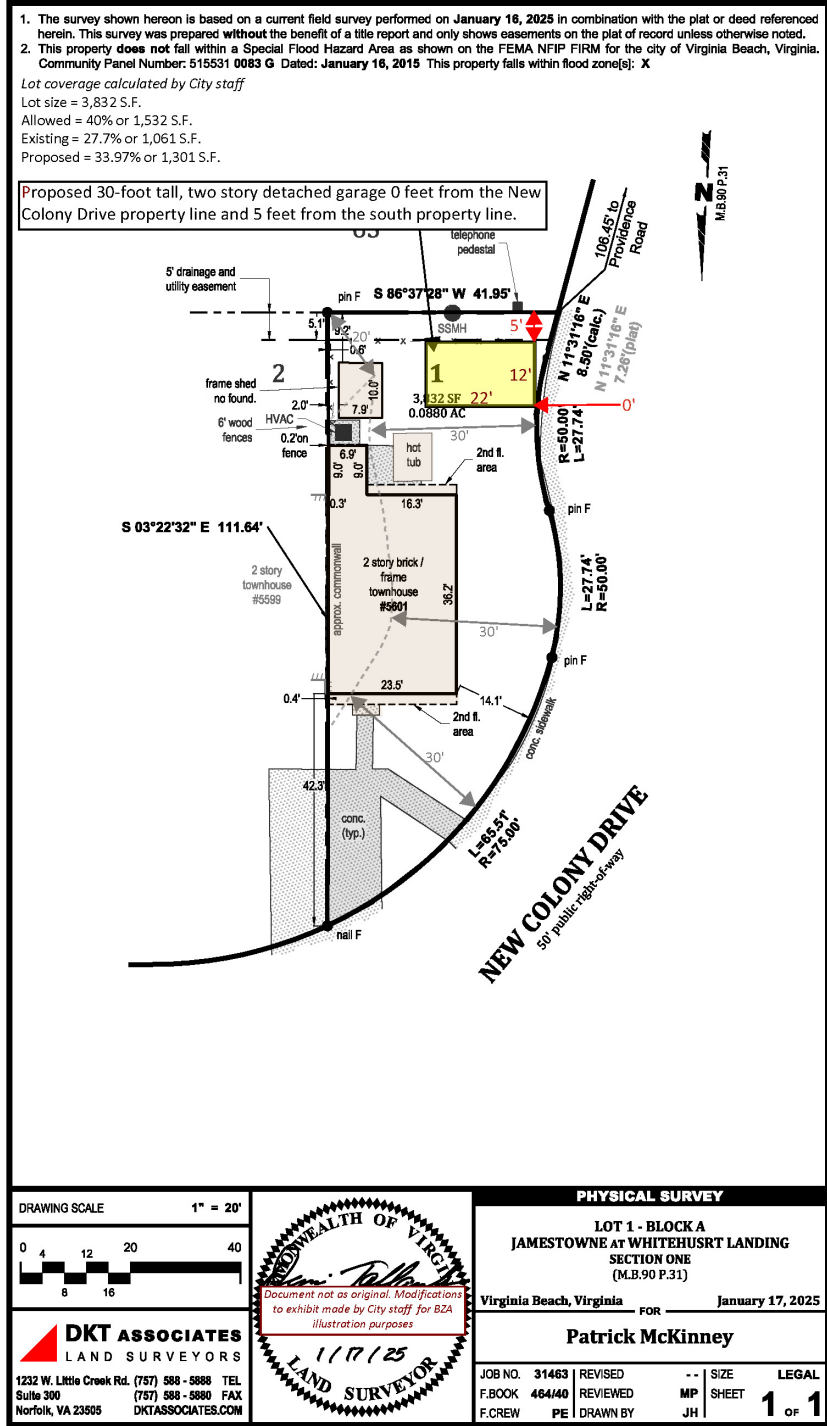 1. The survey shown hereon is based on a current field survey performed on January 16, 2025 in combination with the plat or deed referenced
herein. This survey was prepared without the benefit of a title report and only shows easements on the plat of record unless otherwise noted.
2. This property does not fall within a Special Flood Hazard Area as shown on the FEMA NFIP FIRM for the city of Virginia Beach, Virginia.
Community Panel Number: 515531 0083 G Dated: January 16, 2015 This property falls within flood zone[s]: X
Lot coverage calculated by City staff
Lot size = 3,832 S.F.
Allowed = 40% or 1,532 S.F.
Existing = 27.7% or 1,061 S.F.
Proposed = 33.97% or 1,301 S.F.
N
M.B.90 P.31
Proposed 30-foot tall, two story detached garage 0 feet from the New
Colony Drive property line and 5 feet from the south property line.
telephone
pedestal
106.45' to
Providence
Road
5' drainage and
utility easement
pin F
S 86°37'28" W 41.95'
SSMH
5.1'
9.2'
20'
0.6'
5'
N 11°31'16" E
8.50'(calc.)
N 11°31'16" E
7.26'(plat)
2
1
12'
frame shed
no found.
10.0'
7.9'
2.0'
3,832 SF
22'
0.0880 AC
0'
R=50.00'
L=27.74'
6' wood
fences
HVAC
0.2'on
fence
30'
6.9'
9.0'
9.0'
hot
tub
2nd fl.
area
0.3'
16.3'
pin F
S 03°22'32" E 111.64'
2 story
townhouse
#5599
approx. commonwall
2 story brick /
frame
townhouse
#5601
36.2'
L=27.74'
R=50.00'
30'
pin F
23.5'
0.4'
14.1'
2nd fl.
area
conc. sidewalk
30'
42.3'
conc.
(typ.)
L=65.51'
R=75.00'
NEW COLONY DRIVE
50' public right-of-way
nail F
DRAWING SCALE 1" = 20'
0 4 12 20 40
8 16
DKT ASSOCIATES
LAND SURVEYORS
1232 W. Little Creek Rd. (757) 588 - 5888 TEL
Suite 300 (757) 588 - 5880 FAX
Norfolk, VA 23505 DKTASSOCIATES.COM
Document not as original. Modifications
to exhibit made by City staff for BZA
illustration purposes
1/17/25
LAND SURVEYOR
PHYSICAL SURVEY
LOT 1 - BLOCK A
JAMESTOWNE AT WHITEHUSRT LANDING
SECTION ONE
(M.B.90 P.31)
Virginia Beach, Virginia January 17, 2025
FOR
Patrick McKinney
JOB NO. 31463 REVISED - - SIZE LEGAL
F.BOOK 464/40 REVIEWED MP SHEET 1 OF 1
F.CREW PE DRAWN BY JH